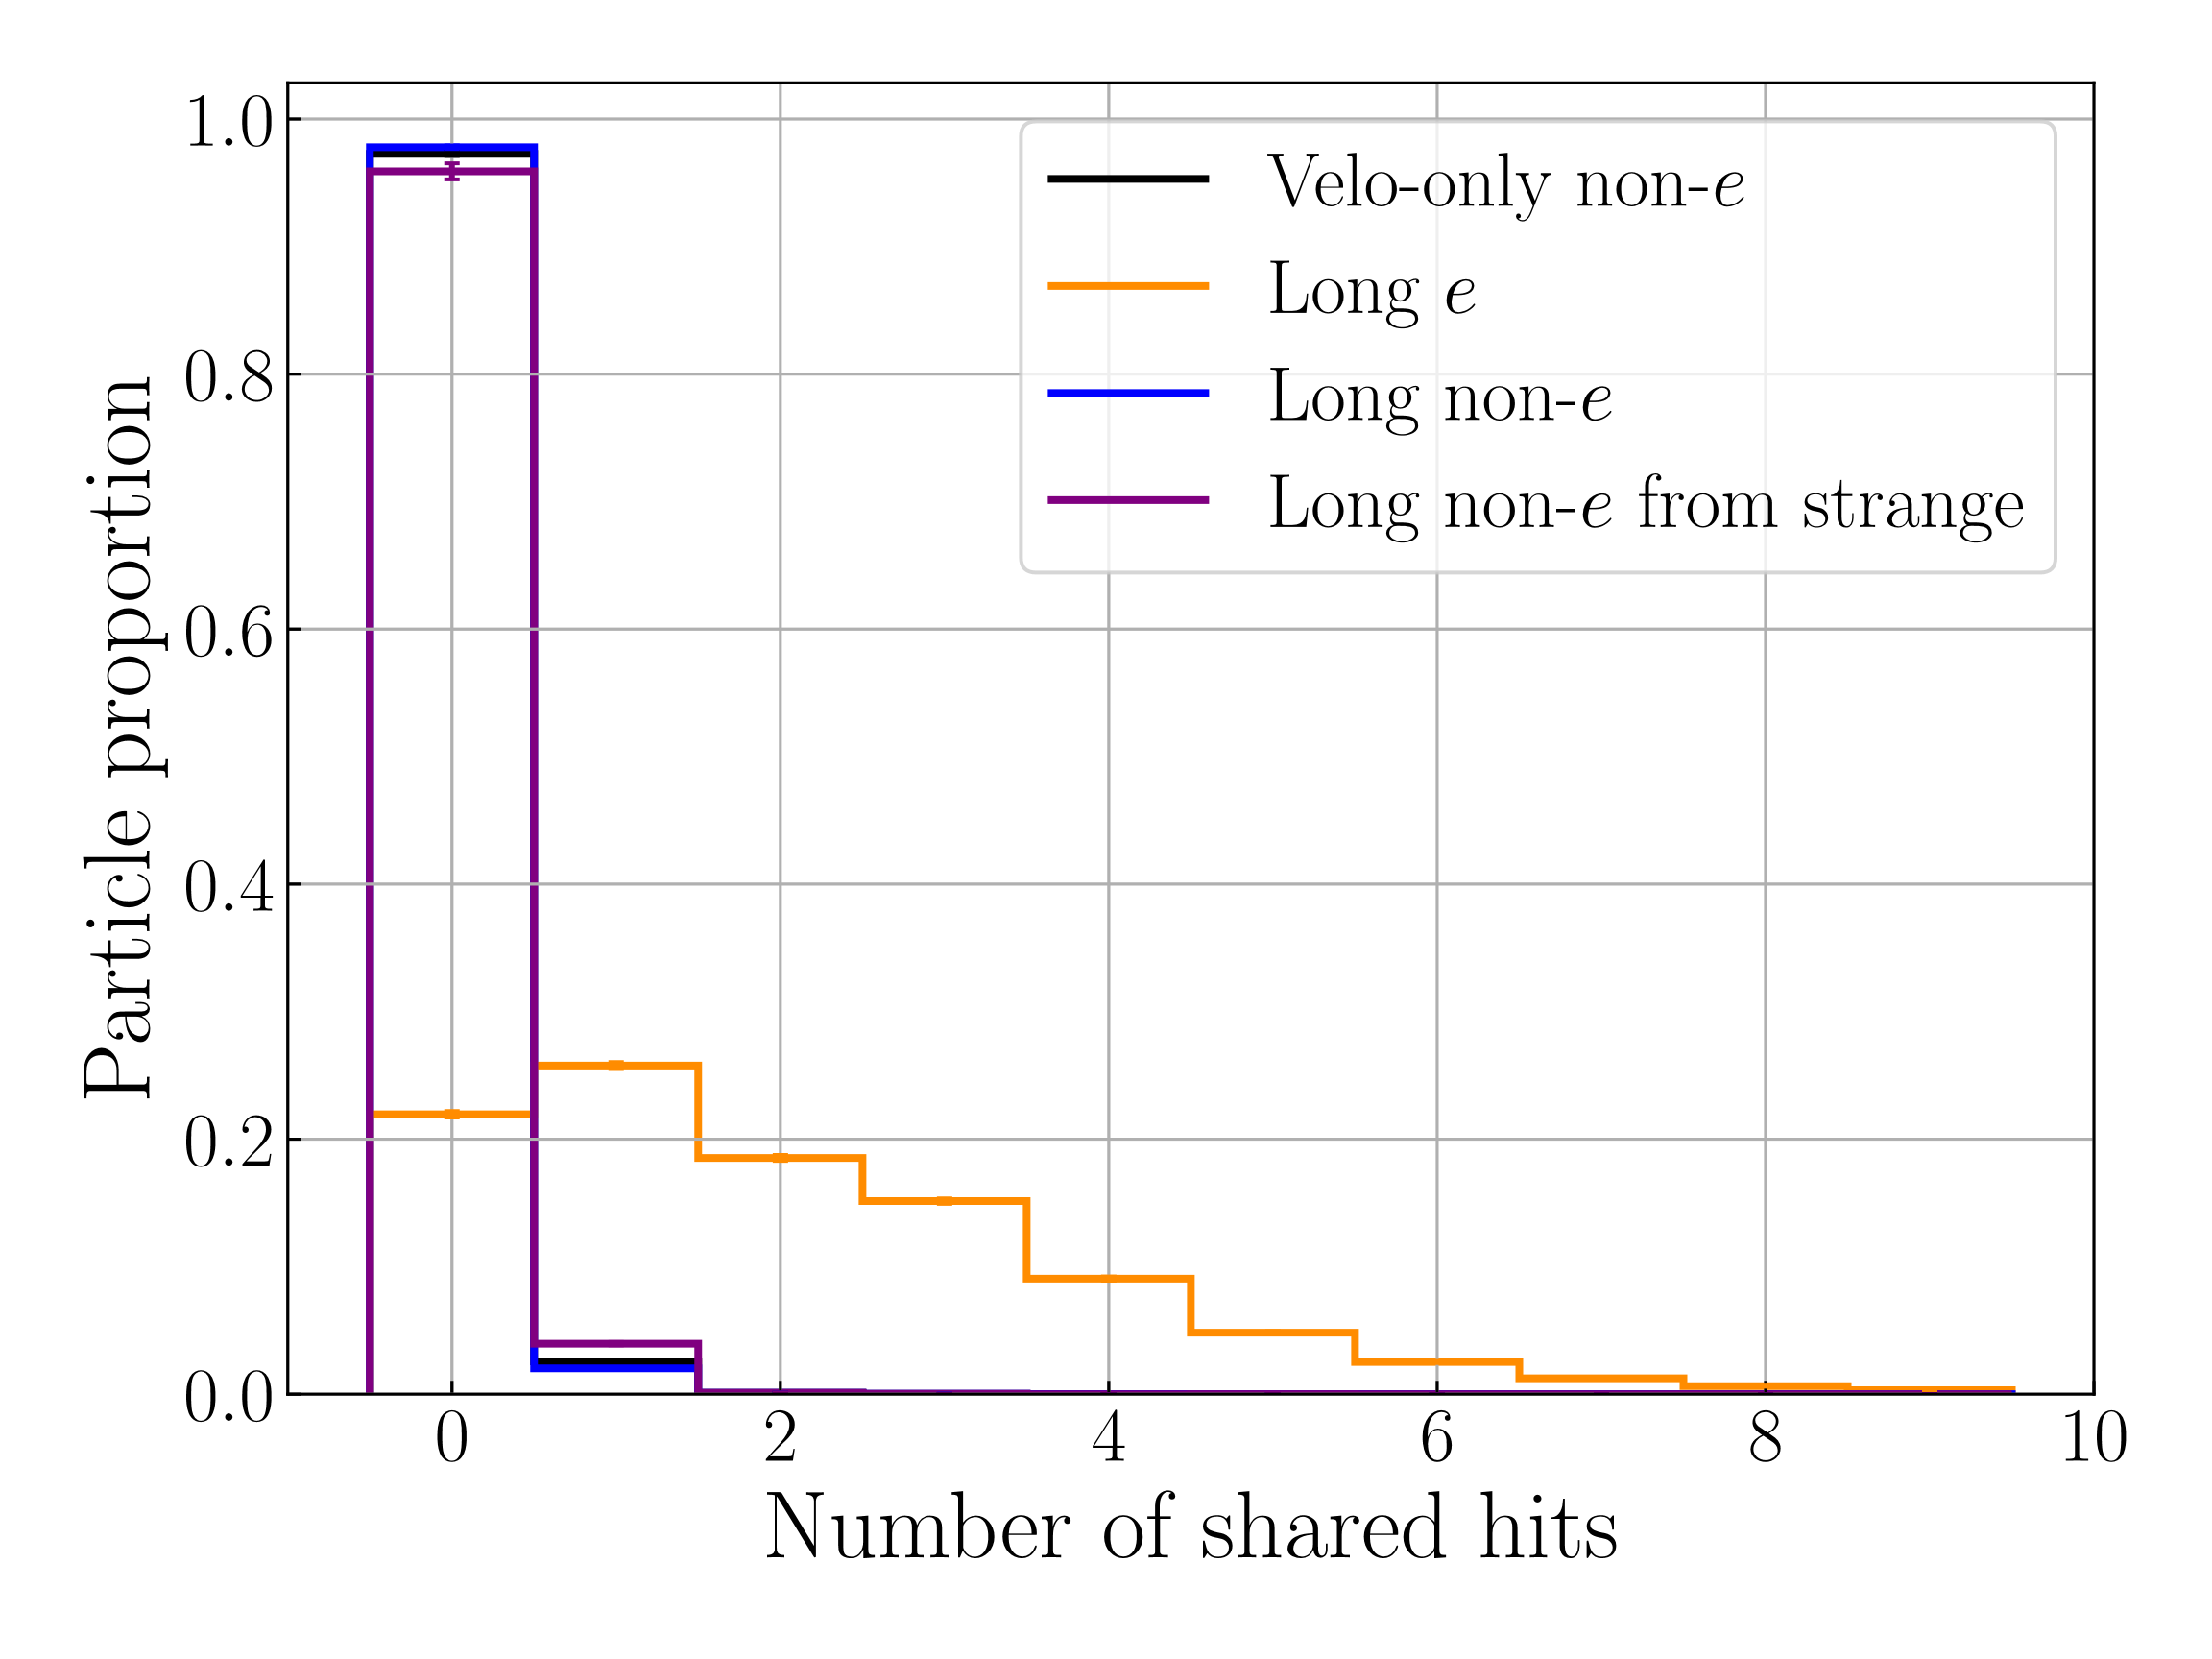 Particle proportion
1.0
0.8
0.6
0.4
0.2
0.0
Velo-only non-e
Long e
Long non-e
Long non-e from strange
0 2 4 6 8 10
Number of shared hits